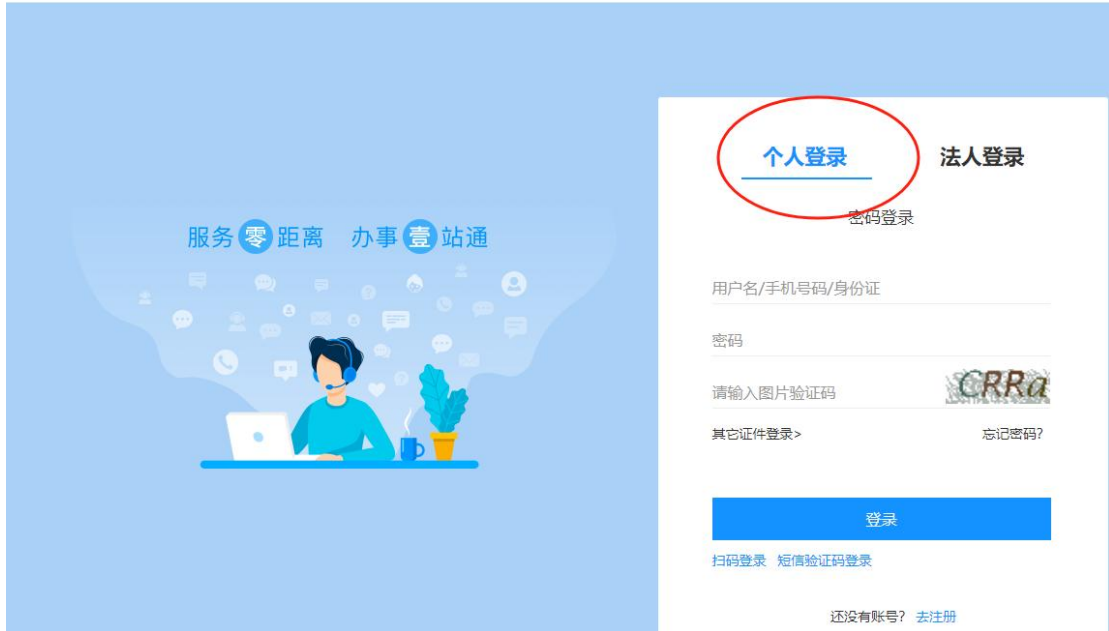 个人登录 法人登录
密码登录
服务零距离 办事壹站通
用户名/手机号码/身份证
密码
请输入图片验证码 CRRa
其它证件登录> 忘记密码?
登录
扫码登录 短信验证码登录
还没有账号? 去注册